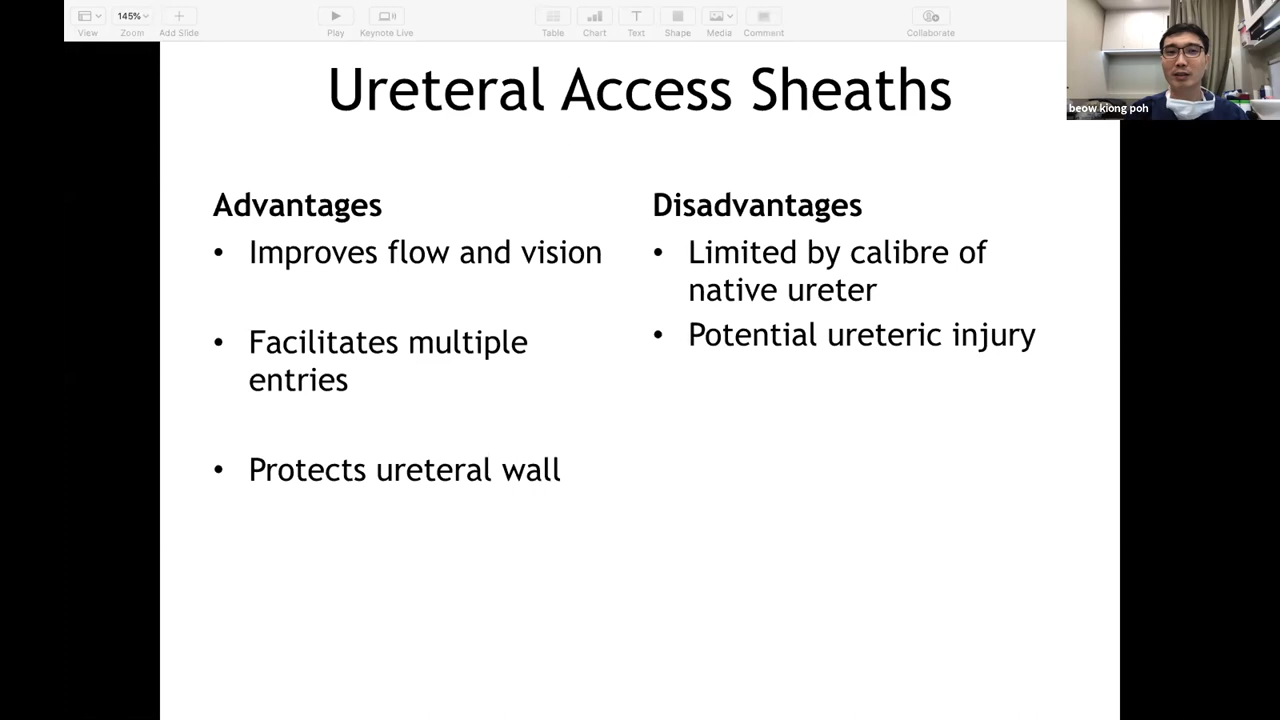 145%
View
Zoom
Add Slide
Play
Keynote Live
Table
Chart
Text
Shape
Media
Comment
Collaborate
beow kiong poh
Ureteral Access Sheaths
Advantages
• Improves flow and vision
• Facilitates multiple
entries
• Protects ureteral wall
Disadvantages
• Limited by calibre of
native ureter
• Potential ureteric injury